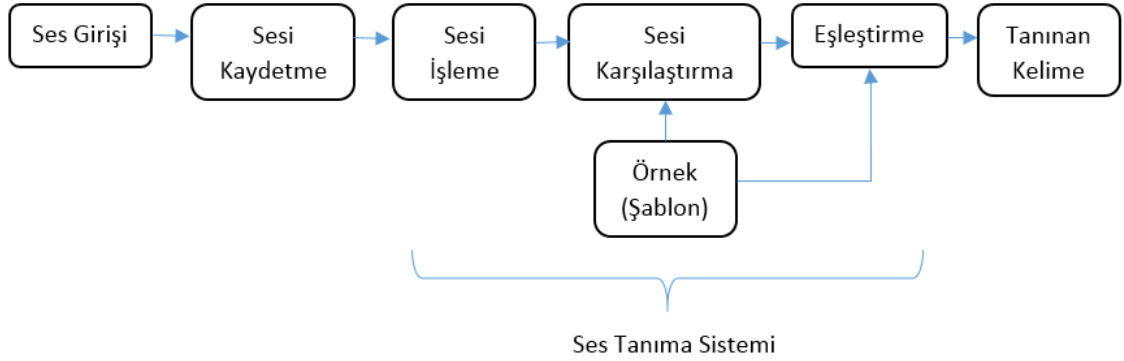 Ses Girişi
Sesi
Kaydetme
Sesi
İşleme
Sesi
Karşılaştırma
Eşleştirme
Tanınan
Kelime
Örnek
(Şablon)
Ses Tanıma Sistemi